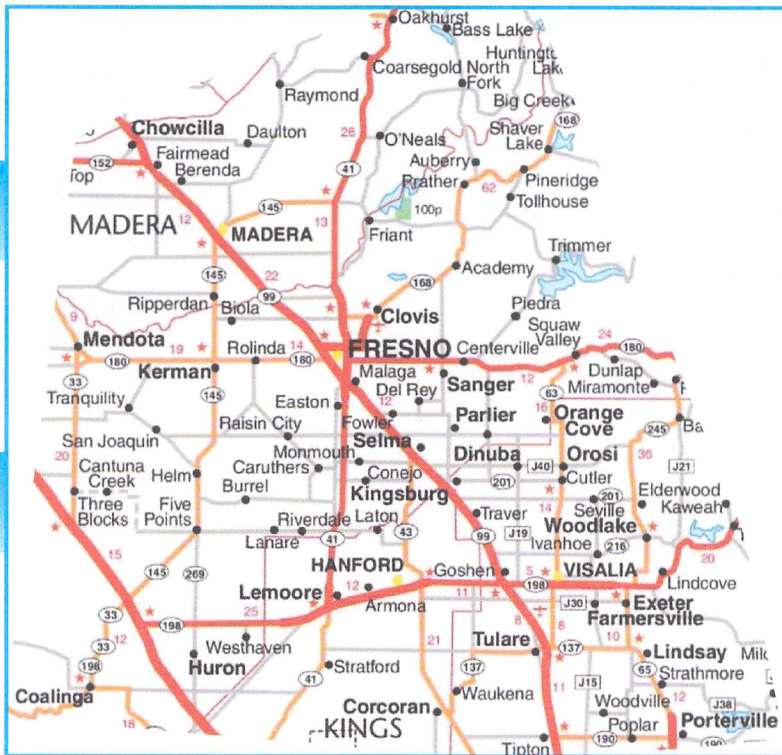 Oakhurst
Bass Lake
Coarsegold North
Fork
Raymond
Big Creek
168
Chowcilla
Daulton
26
O'Neals
Shaver
Lake
152
Fairmead
Berenda
41
Auberry
Prather
62
Pineridge
Tollhouse
MADERA
12
145
MADERA
13
100p
Friant
Trimmer
145
22
Academy
99
168
Ripperdan
Biola
Clovis
Piedra
9
Mendota
Squaw
Valley
24
180
19
Rolinda
14
180
FRESNO
Centerville
180
Kerman
Malaga
12
Dunlap
Miramonte
33
145
Del Rey
Sanger
63
Tranquility
Easton
12
Fowler
Parlier
16
Orange
Cove
245
Ba
San Joaquin
Raisin City
Monmouth
Selma
36
20
Cantuna
Creek
Helm
Caruthers
Conejo
Dinuba
J40
Orosi
J21
Burrel
Kingsburg
201
Cutler
Three
Blocks
Five
Points
201
Seville
Elderwood
Kaweah
Riverdale
Laton
Traver
14
Woodlake
Lanare
41
43
J19
Ivanhoe
216
15
99
145
269
HANFORD
Goshen
5
VISALIA
20
12
198
Lindcove
Lemoore
Armona
11
33
25
J30
Exeter
Farmersville
198
8
8
33
12
Westhaven
21
Tulare
137
10
Lindsay
Huron
198
Stratford
137
65
Strathmore
Coalinga
41
Waukena
11
J15
12
Woodville
J38
18
Corcoran
Poplar
Porterville
KINGS
Tipton
190
190